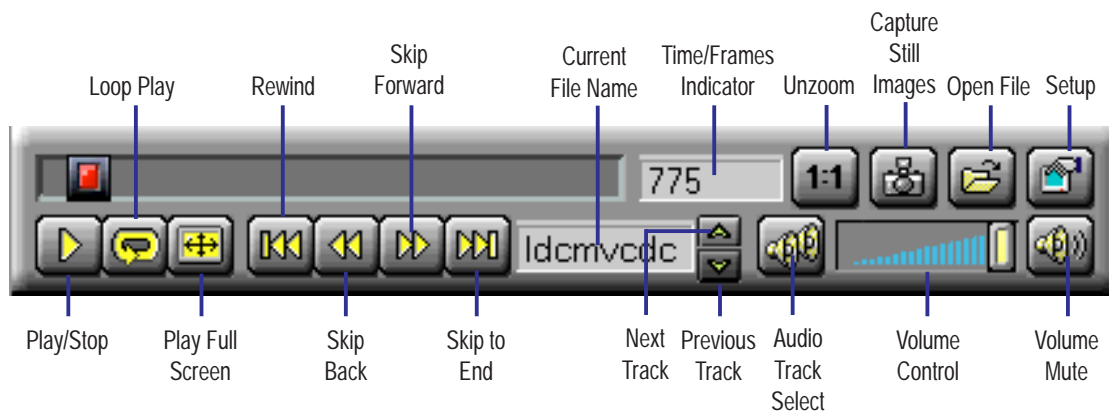 Loop Play
Rewind
Skip
Forward
Current
File Name
Time/Frames
Indicator
Unzoom
Capture
Still
Images
Open File
Setup
775
1:1
ldcmvcdc
Play/Stop
Play Full
Screen
Skip
Back
Skip to
End
Next
Track
Previous
Track
Audio
Track
Select
Volume
Control
Volume
Mute